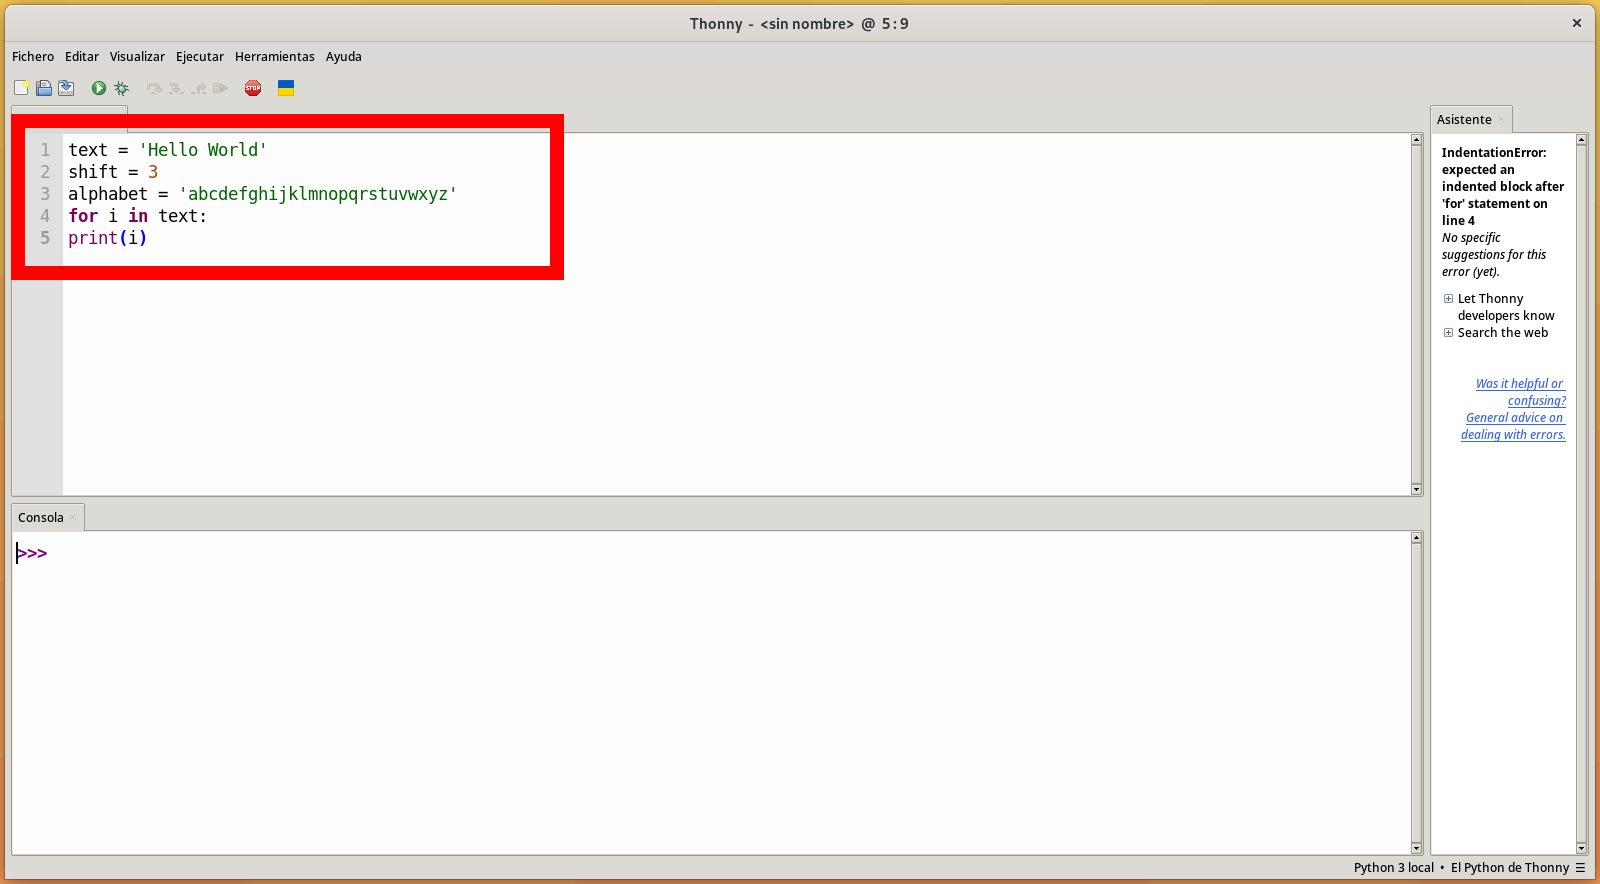 Thonny - <sin nombre> @ 5:9
Fichero Editar Visualizar Ejecutar Herramientas Ayuda
STOP
1 text = 'Hello World'
2 shift = 3
3 alphabet = 'abcdefghijklmnopqrstuvwxyz'
4 for i in text:
5 print(i)
Asistente
IndentationError:
expected an
indented block after
'for' statement on
line 4
No specific
suggestions for this
error (yet).
Let Thonny
developers know
Search the web
Was it helpful or
confusing?
General advice on
dealing with errors.
Consola
>>>
Python 3 local • El Python de Thonny ☰